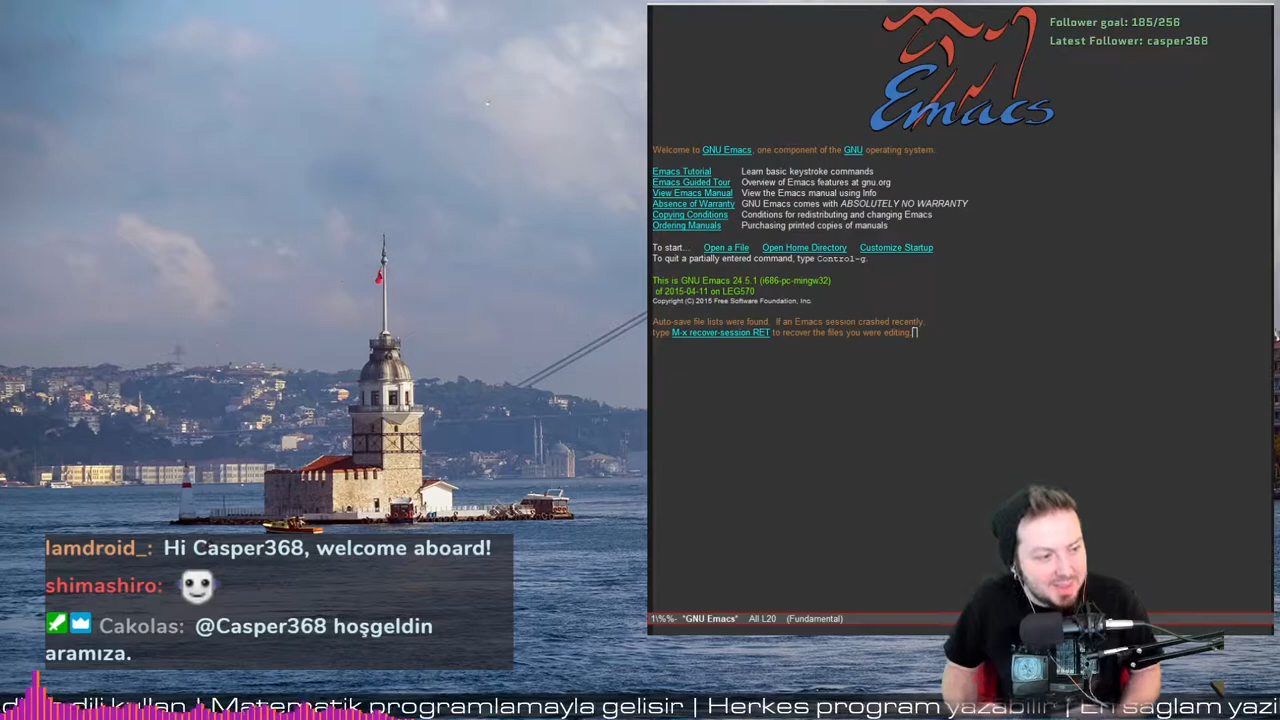 Follower goal: 185/256
Latest Follower: casper368
Emacs
Welcome to GNU Emacs, one component of the GNU operating system.
Emacs Tutorial Learn basic keystroke commands
Emacs Guided Tour Overview of Emacs features at gnu.org
View Emacs Manual View the Emacs manual using Info
Absence of Warranty GNU Emacs comes with ABSOLUTELY NO WARRANTY
Copying Conditions Conditions for redistributing and changing Emacs
Ordering Manuals Purchasing printed copies of manuals
To start... Open a File Open Home Directory Customize Startup
To quit a partially entered command, type Control-g.
This is GNU Emacs 24.5.1 (i686-pc-mingw32)
of 2015-04-11 on LEG570
Copyright (C) 2015 Free Software Foundation, Inc.
Auto-save file lists were found. If an Emacs session crashed recently,
type M-x recover-session RET to recover the files you were editing.
1\%%- *GNU Emacs* All L20 (Fundamental)
Iamdroid_: Hi Casper368, welcome aboard!
shimashiro:
Cakolas: @Casper368 hoşgeldin
aramıza.
dili kullan | Matematik programlamayla gelisir | Herkes program yazabilir | En saglam yazi